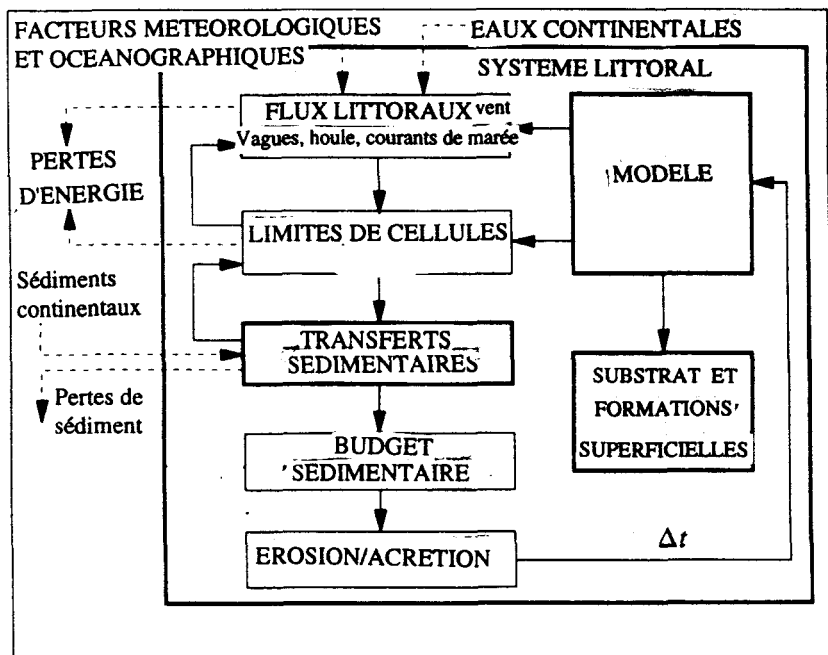 FACTEURS METEOROLOGIQUES
ET OCEANOGRAPHIQUES
EAUX CONTINENTALES
SYSTEME LITTORAL
FLUX LITTORAUX vent
Vagues, houle, courants de marée
MODELE
PERTES
D'ENERGIE
LIMITES DE CELLULES
Sédiments
continentaux
TRANSFERTS
SEDIMENTAIRES
Pertes de
sédiment
SUBSTRAT ET
FORMATIONS
SUPERFICIELLES
BUDGET
SEDIMENTAIRE
EROSION/ACRETION
Δt